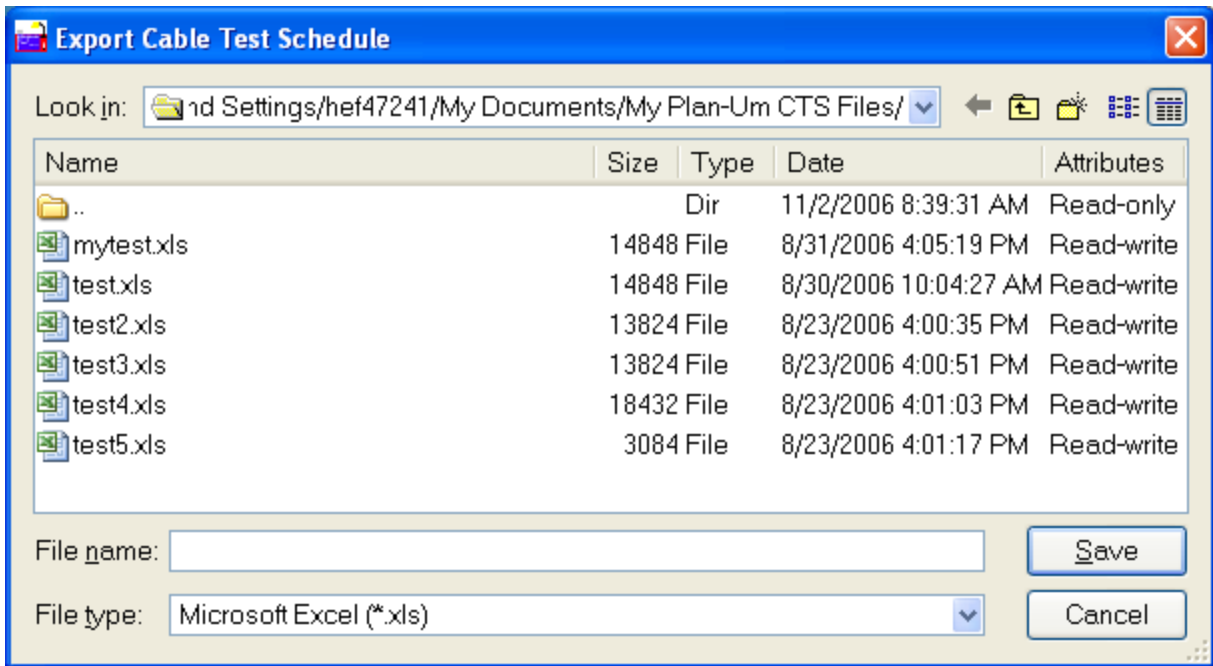 Export Cable Test Schedule
Look in: nd Settings/hef47241/My Documents/My Plan-Um CTS Files/
Name Size Type Date Attributes
.. Dir 11/2/2006 8:39:31 AM Read-only
mytest.xls 14848 File 8/31/2006 4:05:19 PM Read-write
test.xls 14848 File 8/30/2006 10:04:27 AM Read-write
test2.xls 13824 File 8/23/2006 4:00:35 PM Read-write
test3.xls 13824 File 8/23/2006 4:00:51 PM Read-write
test4.xls 18432 File 8/23/2006 4:01:03 PM Read-write
test5.xls 3084 File 8/23/2006 4:01:17 PM Read-write
File name: Save
File type: Microsoft Excel (*.xls) Cancel